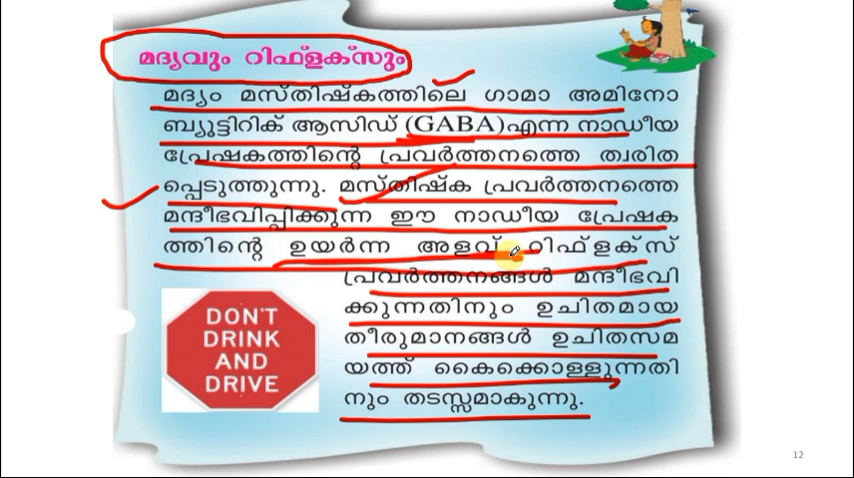 മദ്യവും റിഫ്ളക്സും
മദ്യം മസ്തിഷ്കത്തിലെ ഗാമാ അമിനോ
ബ്യൂട്ടിറിക് ആസിഡ് (GABA)എന്ന നാഡീയ
പ്രേഷകത്തിന്റെ പ്രവർത്തനത്തെ ത്വരിത
പ്പെടുത്തുന്നു. മസ്തിഷ്ക പ്രവർത്തനത്തെ
മന്ദീഭവിപ്പിക്കുന്ന ഈ നാഡീയ പ്രേഷക
ത്തിന്റെ ഉയർന്ന അളവ് റിഫ്ളക്സ്
പ്രവർത്തനങ്ങൾ മന്ദീഭവി
ക്കുന്നതിനും ഉചിതമായ
തീരുമാനങ്ങൾ ഉചിതസമ
യത്ത് കൈക്കൊള്ളുന്നതി
നും തടസ്സമാകുന്നു.
DON'T
DRINK
AND
DRIVE
12